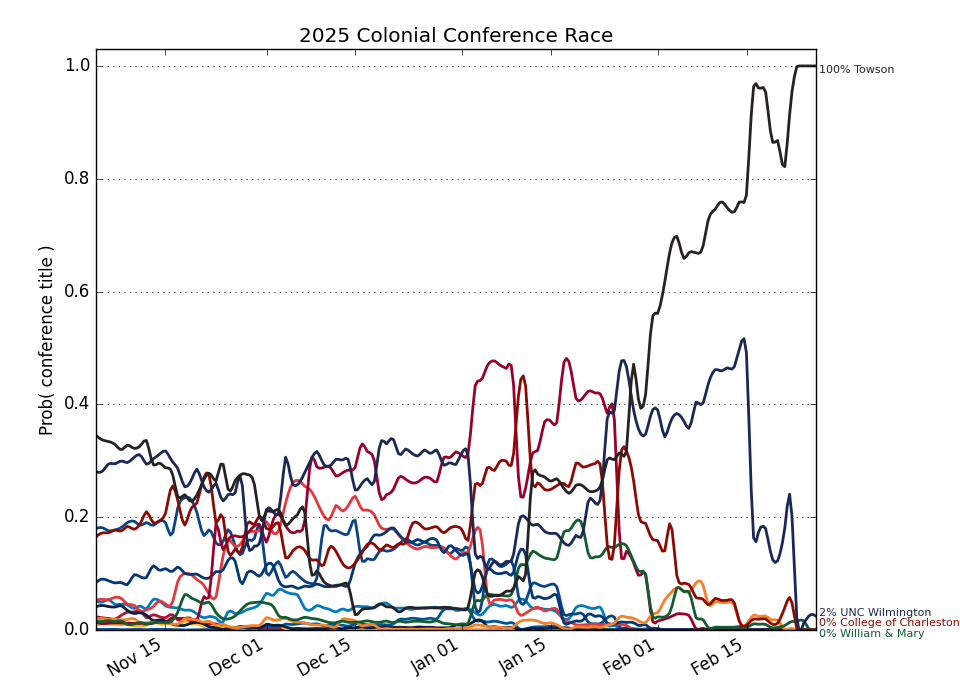 2025 Colonial Conference Race
1.0
100% Towson
0.8
0.6
Prob( conference title )
0.4
0.2
2% UNC Wilmington
0% College of Charleston
0.0
0% William & Mary
Nov 15
Dec 01
Dec 15
Jan 01
Jan 15
Feb 01
Feb 15